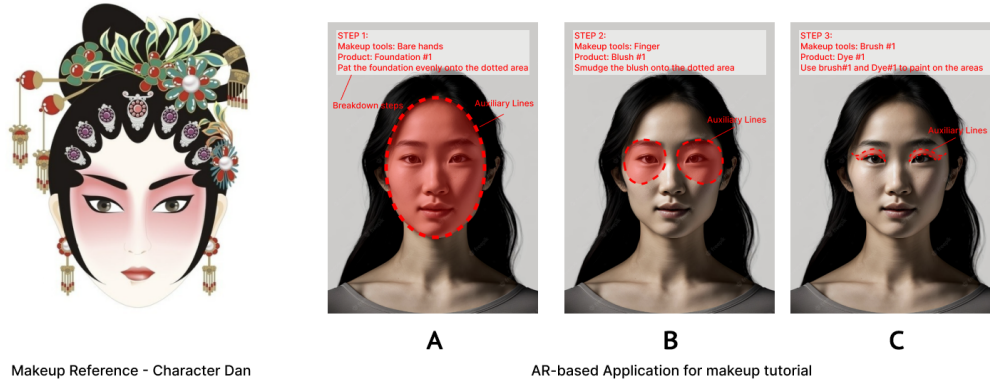 STEP 1:
Makeup tools: Bare hands
Product: Foundation #1
Pat the foundation evenly onto the dotted area
Breakdown steps
Auxiliary Lines
STEP 2:
Makeup tools: Finger
Product: Blush #1
Smudge the blush onto the dotted area
Auxiliary Lines
STEP 3:
Makeup tools: Brush #1
Product: Dye #1
Use brush#1 and Dye#1 to paint on the areas
Auxiliary Lines
A
B
C
Makeup Reference - Character Dan
AR-based Application for makeup tutorial